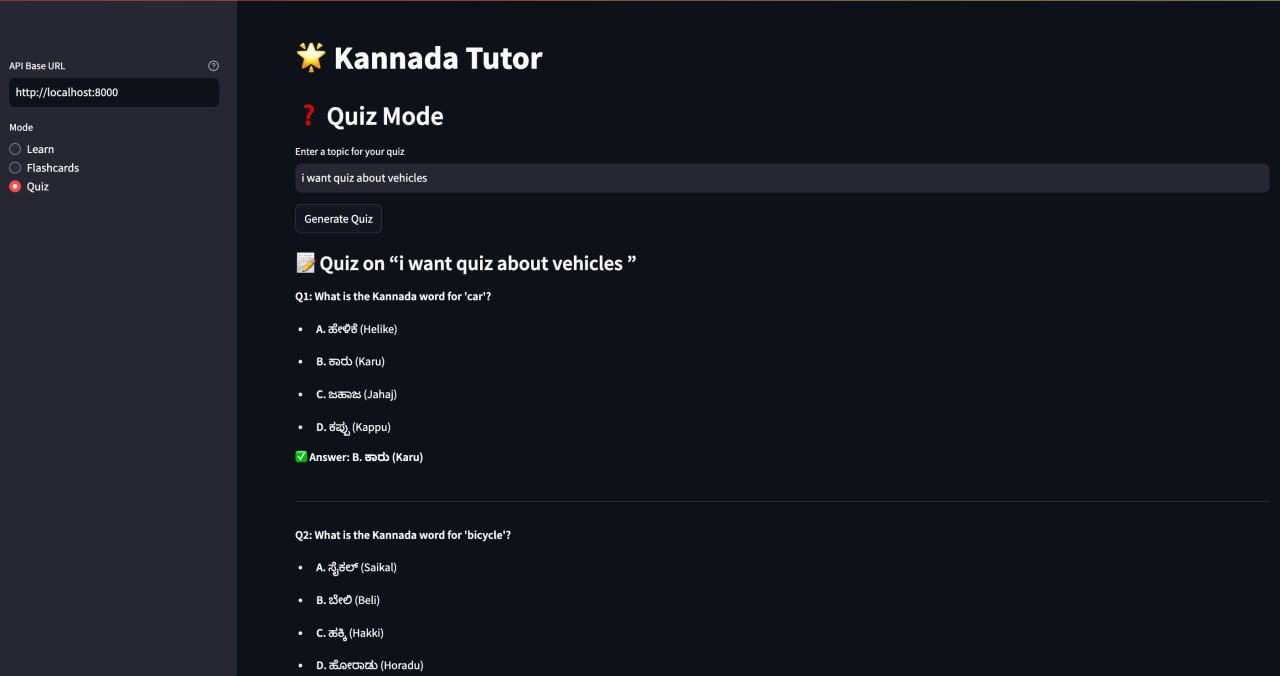 API Base URL
http://localhost:8000
Mode
Learn
Flashcards
Quiz
Kannada Tutor
Quiz Mode
Enter a topic for your quiz
i want quiz about vehicles
Generate Quiz
Quiz on “i want quiz about vehicles ”
Q1: What is the Kannada word for 'car'?
A. ಹೇಳಿಕೆ (Helike)
B. ಕಾರು (Karu)
C. ಜಹಾಜ (Jahaj)
D. ಕಪ್ಪು (Kappu)
Answer: B. ಕಾರು (Karu)
Q2: What is the Kannada word for 'bicycle'?
A. ಸೈಕಲ್ (Saikal)
B. ಬೇಲಿ (Beli)
C. ಹಕ್ಕಿ (Hakki)
D. ಹೋರಾಡು (Horadu)